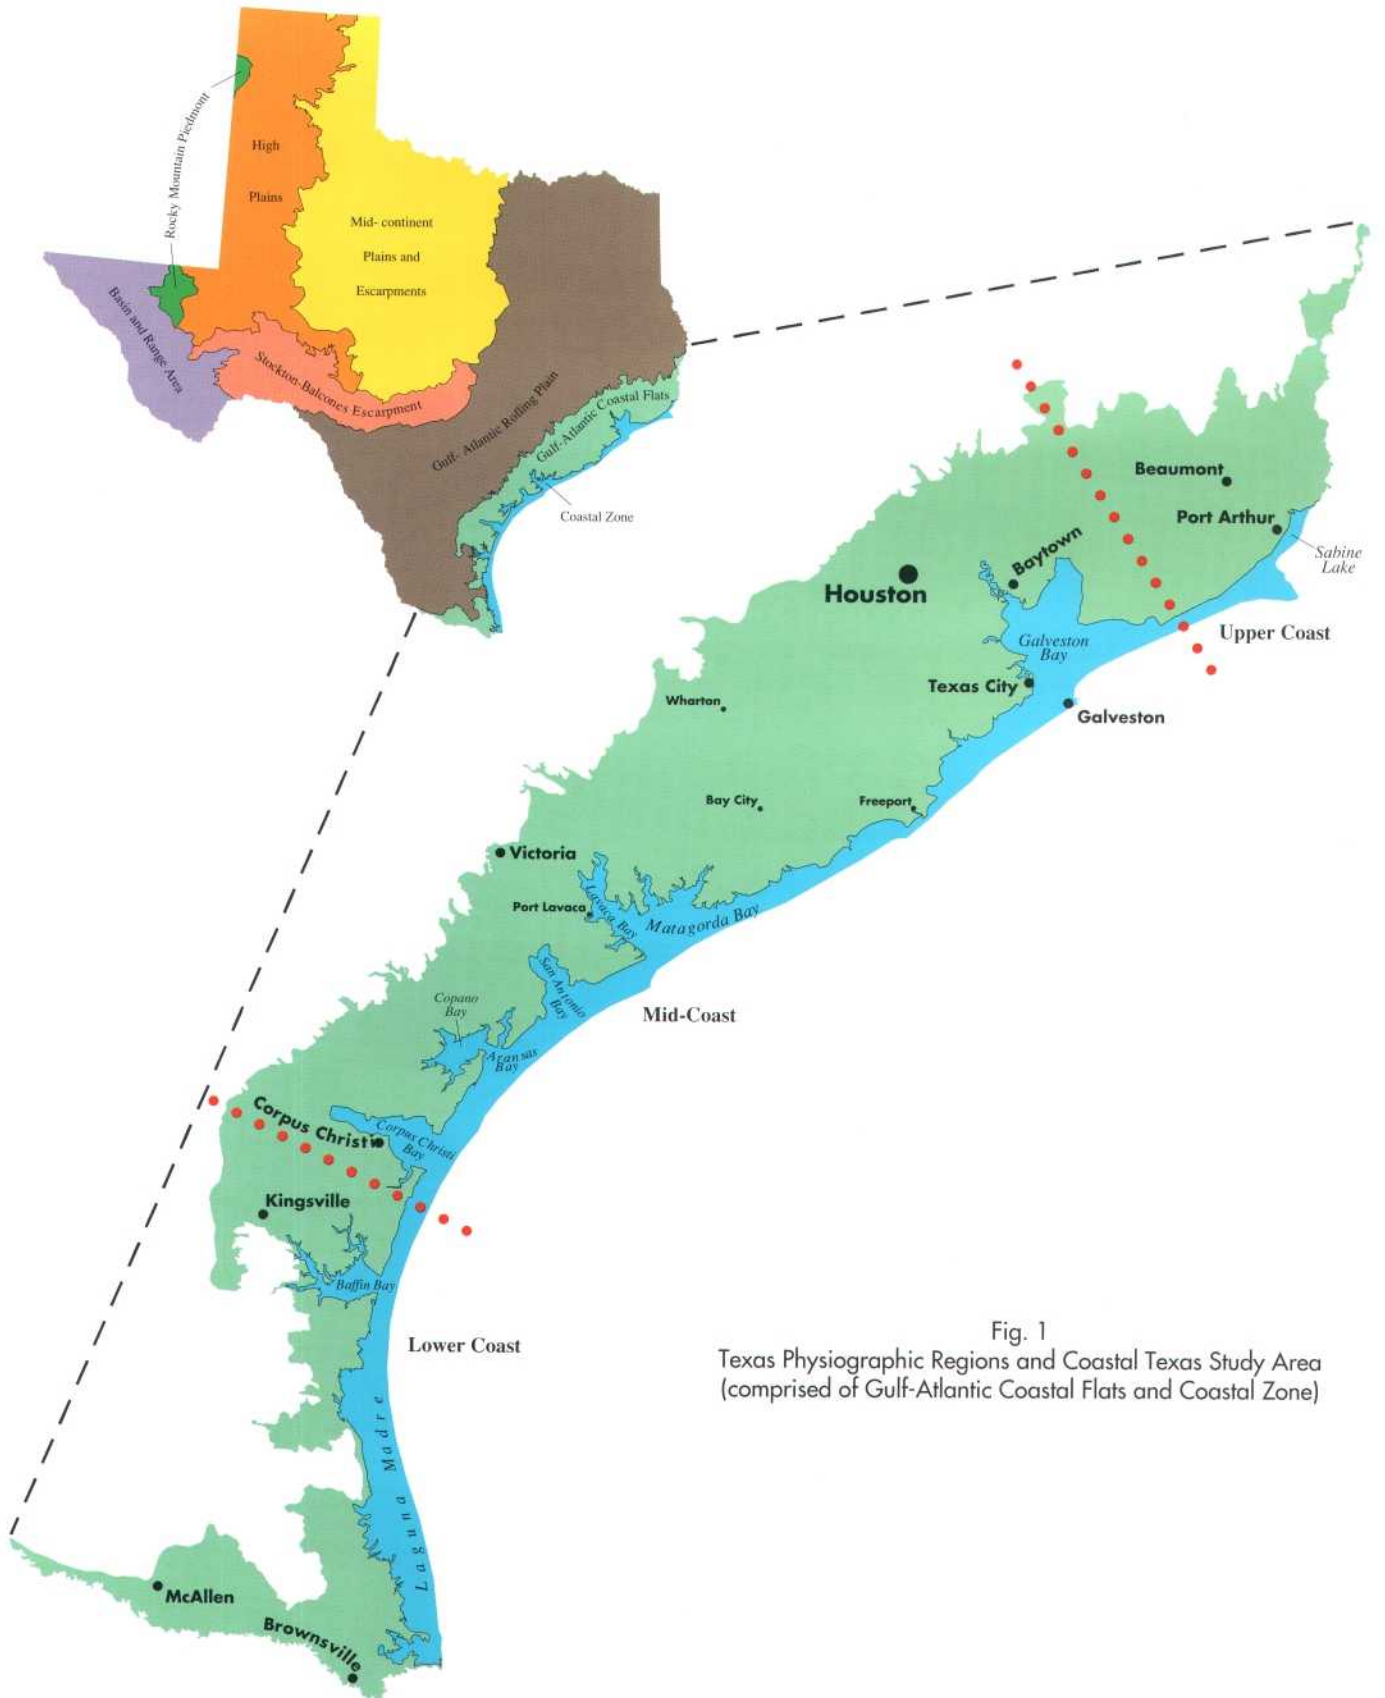 Rocky Mountain Piedmont
High
Plains
Mid- continent
Plains and
Escarpments
Basin and Range Area
Stockton-Balcones Escarpment
Gulf- Atlantic Rolling Plain
Gulf-Atlantic Coastal Flats
Coastal Zone
Beaumont
Port Arthur
Sabine
Lake
Baytown
Houston
Upper Coast
Galveston
Bay
Texas City
Galveston
Wharton
Bay City
Freeport
Victoria
Port Lavaca
Lavaca Bay
Matagorda Bay
San Antonio
Bay
Copano
Bay
Mid-Coast
Aransas
Bay
Corpus Christi
Corpus Christi
Bay
Kingsville
Baffin Bay
Lower Coast
Laguna Madre
McAllen
Brownsville
Fig. 1
Texas Physiographic Regions and Coastal Texas Study Area
(comprised of Gulf-Atlantic Coastal Flats and Coastal Zone)